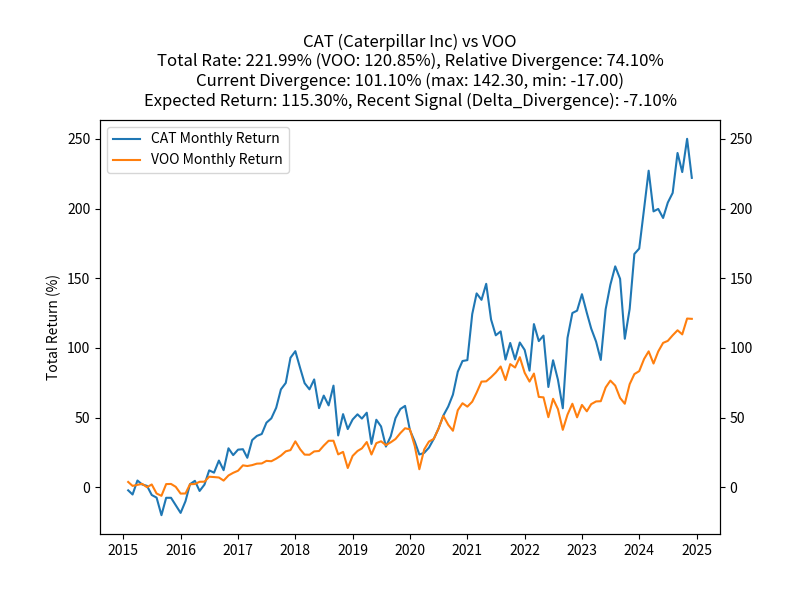 CAT (Caterpillar Inc) vs VOO
Total Rate: 221.99% (VOO: 120.85%), Relative Divergence: 74.10%
Current Divergence: 101.10% (max: 142.30, min: -17.00)
Expected Return: 115.30%, Recent Signal (Delta_Divergence): -7.10%
CAT Monthly Return
VOO Monthly Return
Total Return (%)
250
200
150
100
50
0
250
200
150
100
50
0
2015 2016 2017 2018 2019 2020 2021 2022 2023 2024 2025